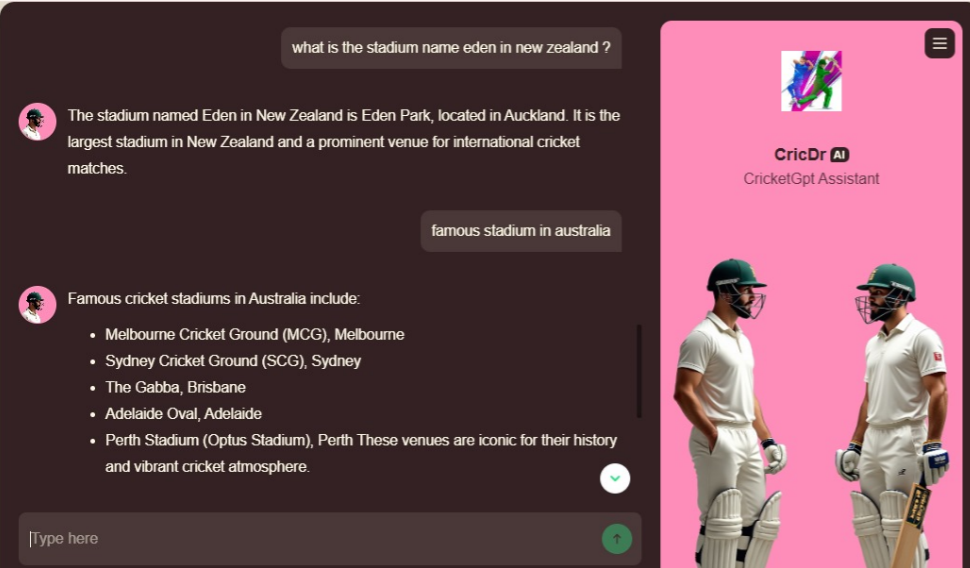 what is the stadium name eden in new zealand ?
The stadium named Eden in New Zealand is Eden Park, located in Auckland. It is the
largest stadium in New Zealand and a prominent venue for international cricket
matches.
famous stadium in australia
Famous cricket stadiums in Australia include:
• Melbourne Cricket Ground (MCG), Melbourne
• Sydney Cricket Ground (SCG), Sydney
• The Gabba, Brisbane
• Adelaide Oval, Adelaide
• Perth Stadium (Optus Stadium), Perth These venues are iconic for their history
and vibrant cricket atmosphere.
Type here
CricDr AI
CricketGpt Assistant